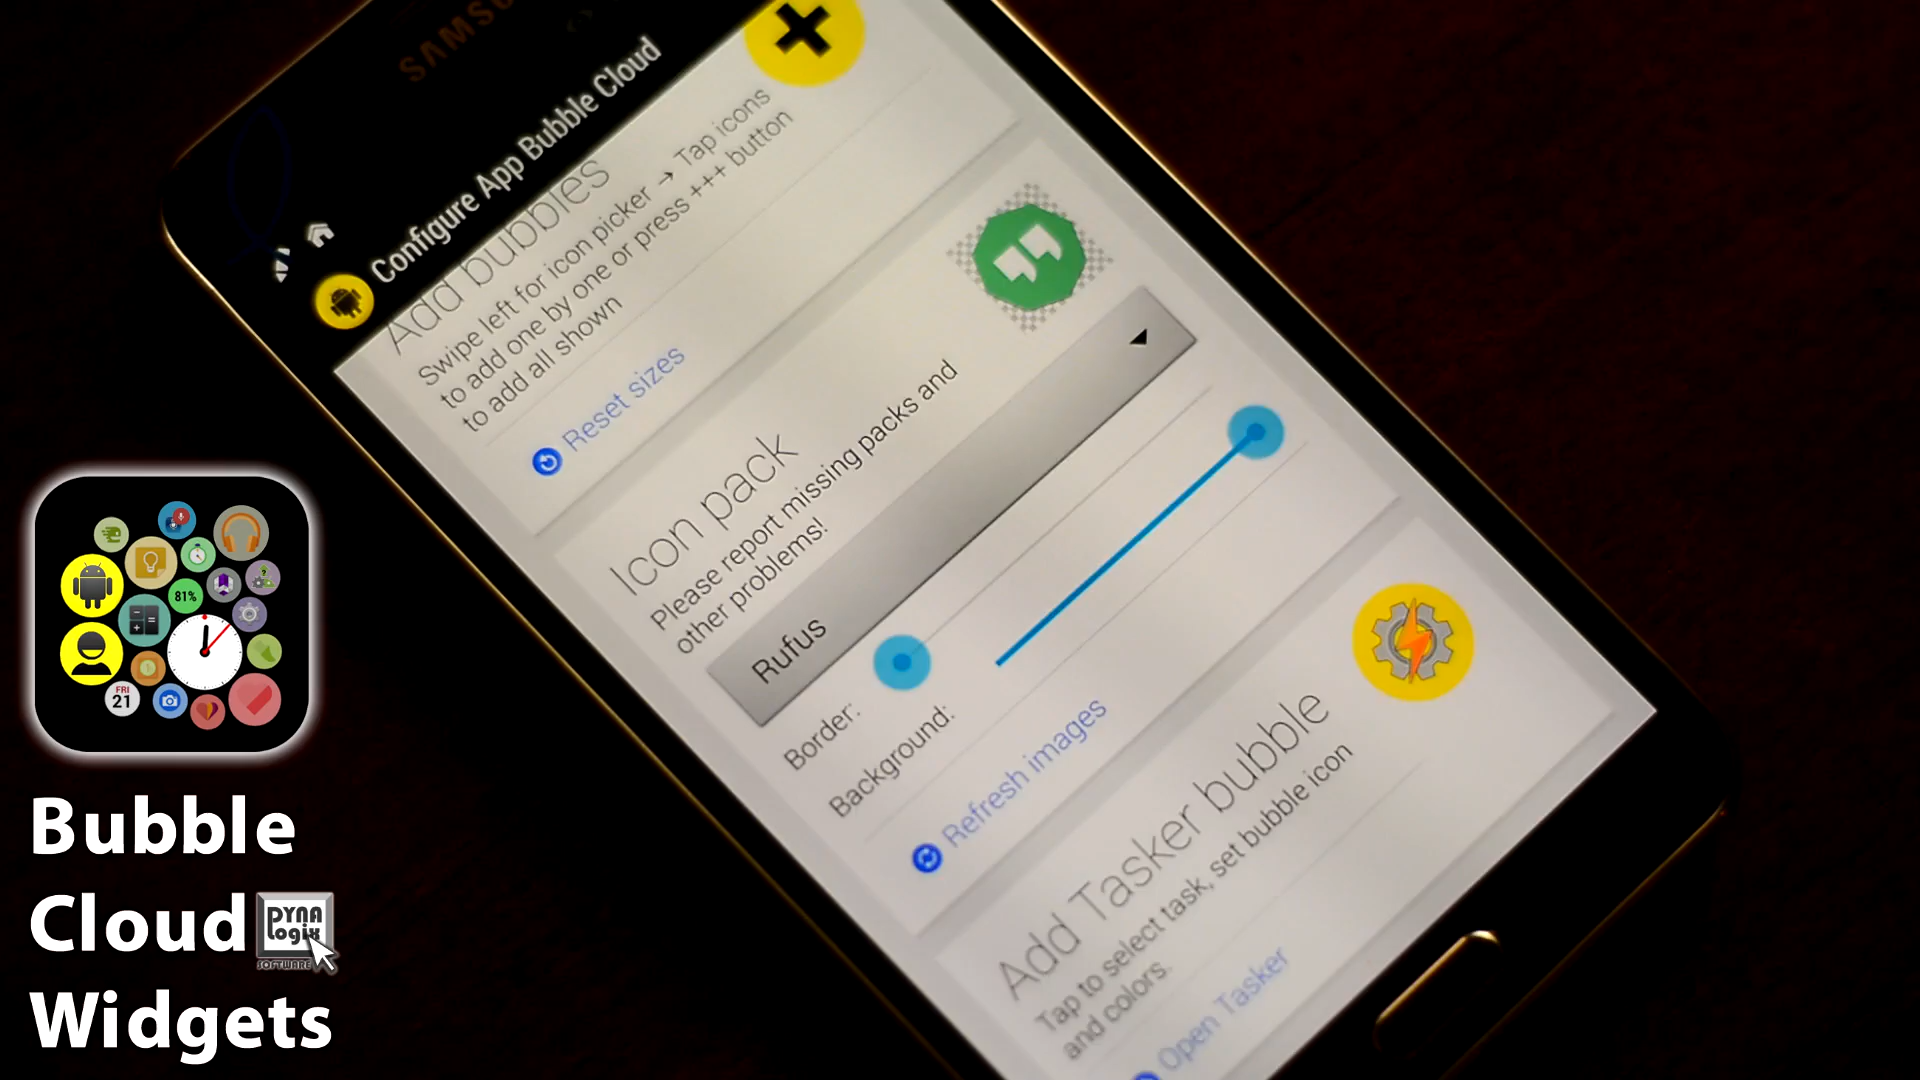 SAMSU
Configure App Bubble Cloud
Add bubbles
Swipe left for icon picker → Tap icons
to add one by one or press +++ button
to add all shown
Reset sizes
Icon pack
Please report missing packs and
other problems!
Rufus
Border:
Background:
Refresh images
Add Tasker bubble
Tap to select task, set bubble icon
and colors.
Open Tasker
81%
FRI
21
Bubble
Cloud
DYNA
Logix
SOFTWARE
Widgets